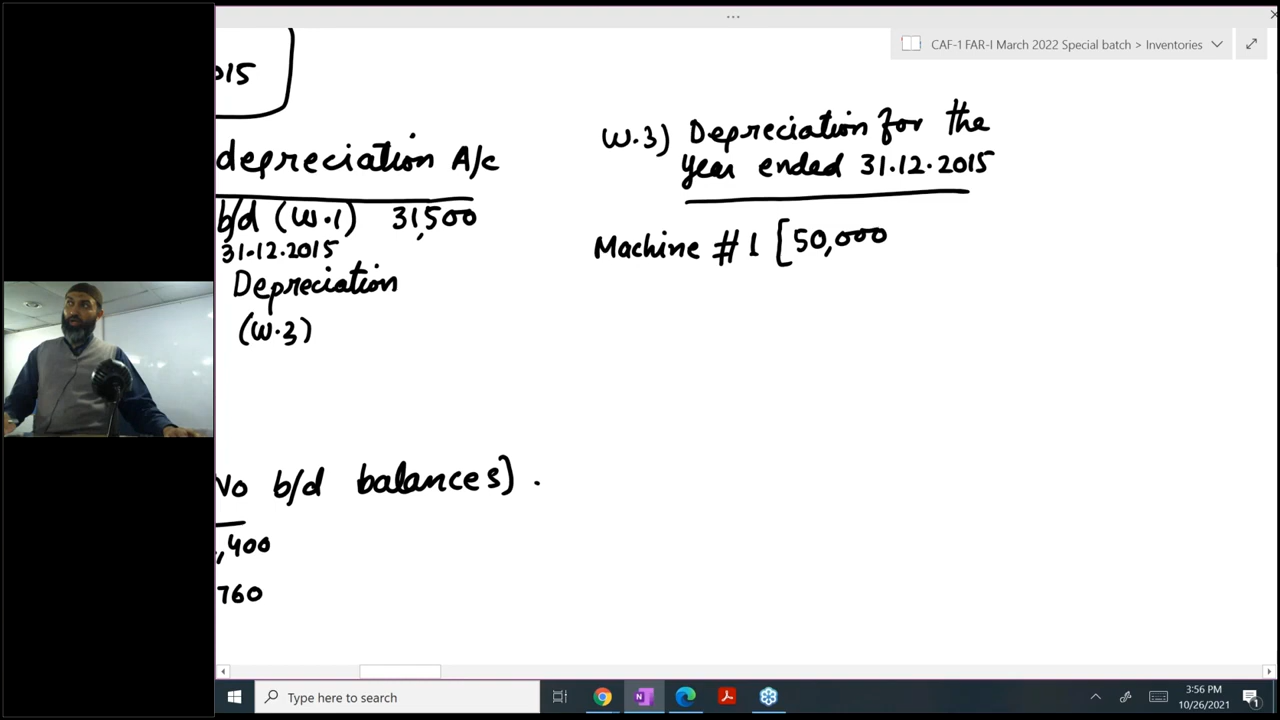 CAF-1 FAR-I March 2022 Special batch > Inventories
015
depreciation A/c
b/d (W.1) 31,500
31.12.2015
Depreciation
(W.3)
No b/d balances).
,400
760
W.3) Depreciation for the
year ended 31.12.2015
Machine # 1 [50,000
Type here to search
3:56 PM
10/26/2021
1